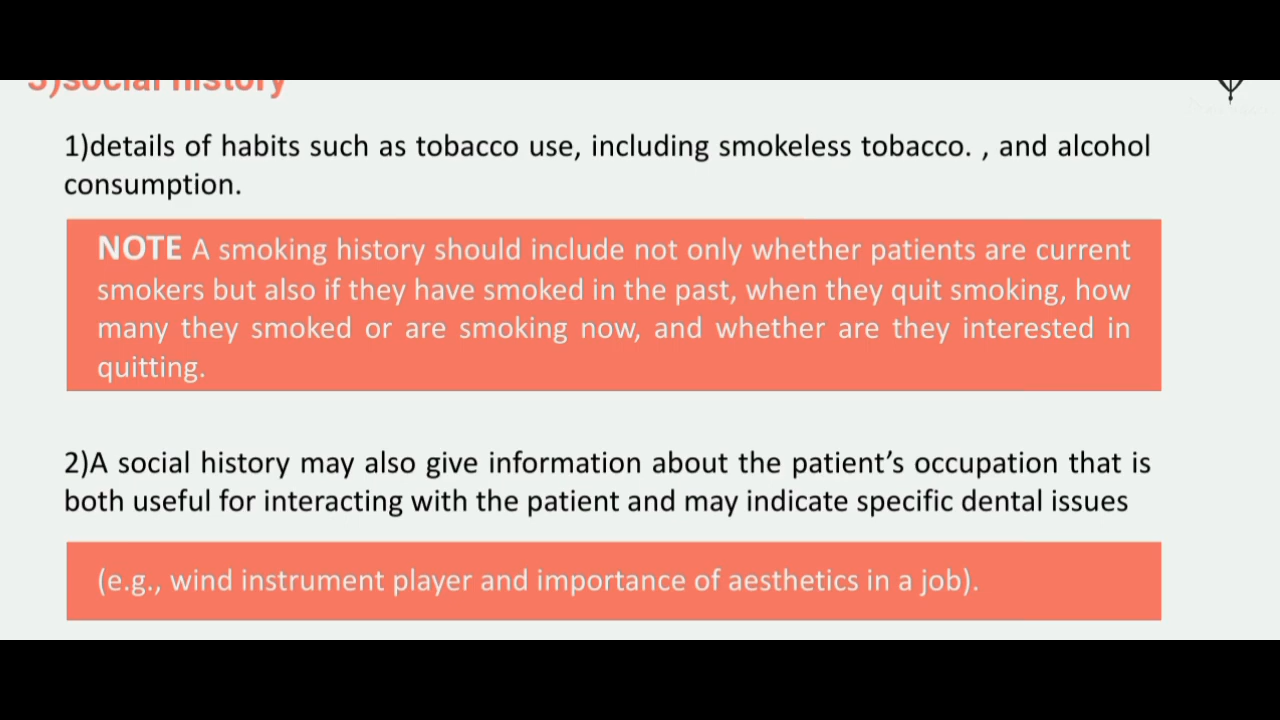 3)social history
1)details of habits such as tobacco use, including smokeless tobacco. , and alcohol
consumption.
NOTE A smoking history should include not only whether patients are current
smokers but also if they have smoked in the past, when they quit smoking, how
many they smoked or are smoking now, and whether are they interested in
quitting.
2)A social history may also give information about the patient’s occupation that is
both useful for interacting with the patient and may indicate specific dental issues
(e.g., wind instrument player and importance of aesthetics in a job).